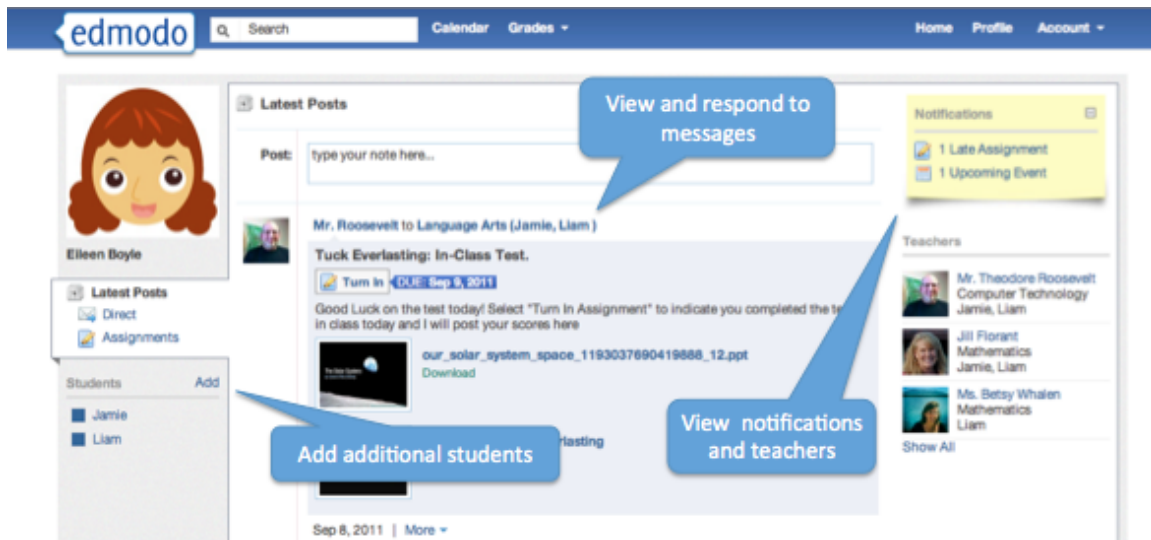 edmodo
Search
Calendar Grades
Home Profile Account
Latest Posts
View and respond to
messages
Post:
type your note here...
Notifications
1 Late Assignment
1 Upcoming Event
Eileen Boyle
Latest Posts
Direct
Assignments
Students Add
Jamie
Liam
Mr. Roosevelt to Language Arts (Jamie, Liam )
Tuck Everlasting: In-Class Test.
Turn In DUE: Sep 9, 2011
Good Luck on the test today! Select "Turn In Assignment" to indicate you completed the te
in class today and I will post your scores here
our_solar_system_space_1193037690419888_12.ppt
Download
rlasting
Add additional students
Sep 8, 2011 | More
Teachers
Mr. Theodore Roosevelt
Computer Technology
Jamie, Liam
Jill Florant
Mathematics
Jamie, Liam
Ms. Betsy Whalen
Mathematics
Liam
Show All
View notifications
and teachers